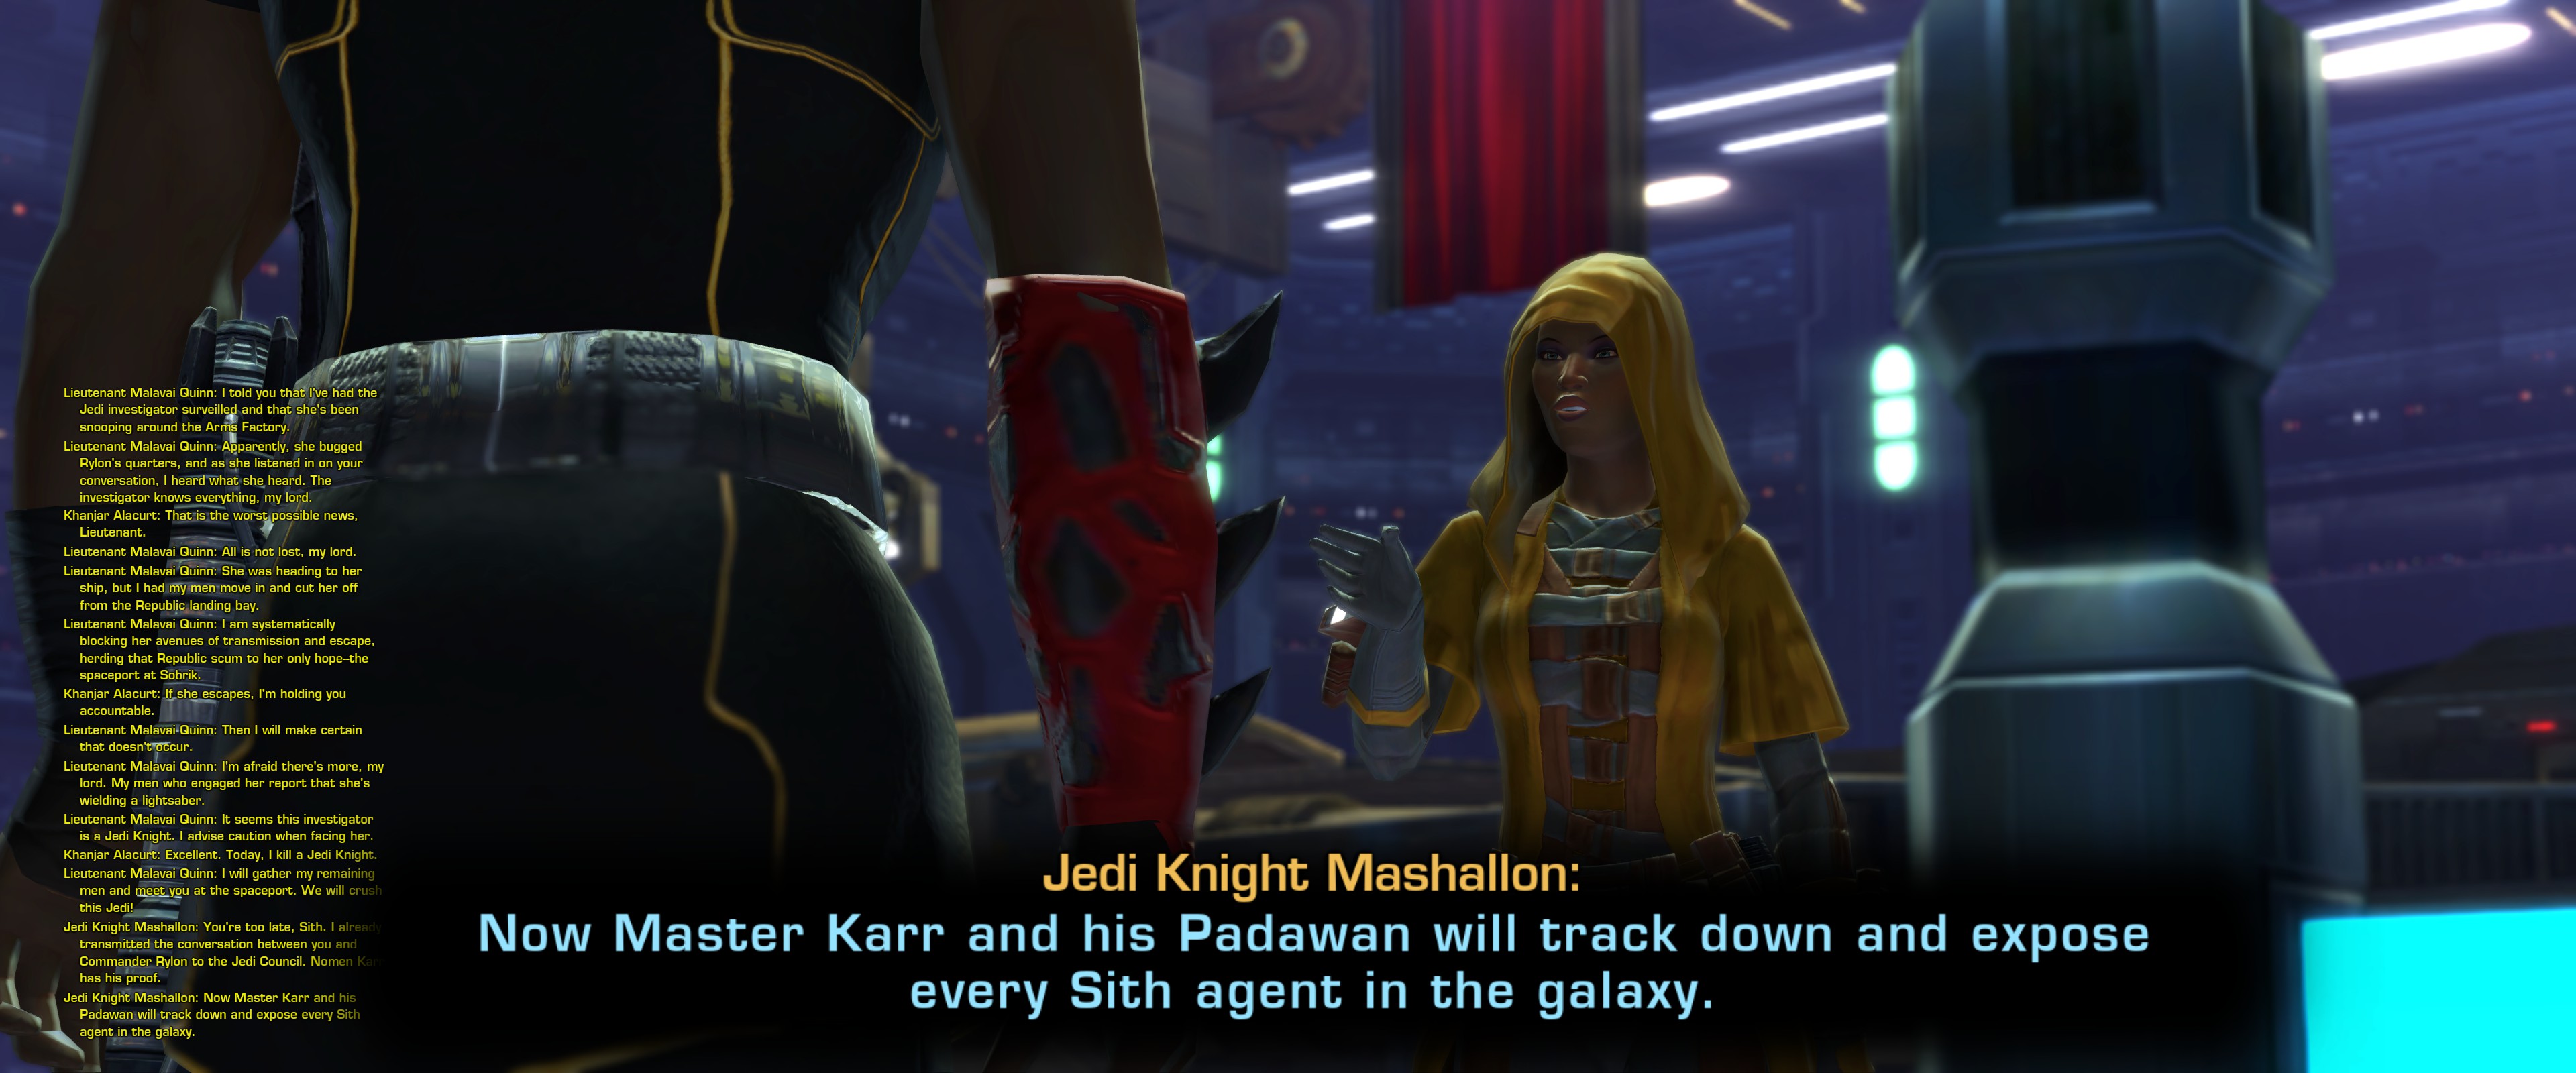 Lieutenant Malavai Quinn: I told you that I've had the
Jedi investigator surveilled and that she's been
snooping around the Arms Factory.
Lieutenant Malavai Quinn: Apparently, she bugged
Rylon's quarters, and as she listened in on your
conversation, I heard what she heard. The
investigator knows everything, my lord.
Khanjar Alacurt: That is the worst possible news,
Lieutenant.
Lieutenant Malavai Quinn: All is not lost, my lord.
Lieutenant Malavai Quinn: She was heading to her
ship, but I had my men move in and cut her off
from the Republic landing bay.
Lieutenant Malavai Quinn: I am systematically
blocking her avenues of transmission and escape,
herding that Republic scum to her only hope–the
spaceport at Sobrik.
Khanjar Alacurt: If she escapes, I'm holding you
accountable.
Lieutenant Malavai Quinn: Then I will make certain
that doesn't occur.
Lieutenant Malavai Quinn: I'm afraid there's more, my
lord. My men who engaged her report that she's
wielding a lightsaber.
Lieutenant Malavai Quinn: It seems this investigator
is a Jedi Knight. I advise caution when facing her.
Khanjar Alacurt: Excellent. Today, I kill a Jedi Knight.
Lieutenant Malavai Quinn: I will gather my remaining
men and meet you at the spaceport. We will crush
this Jedi!
Jedi Knight Mashallon: You're too late, Sith. I already
transmitted the conversation between you and
Commander Rylon to the Jedi Council. Nomen Karr
has his proof.
Jedi Knight Mashallon: Now Master Karr and his
Padawan will track down and expose every Sith
agent in the galaxy.
Jedi Knight Mashallon:
Now Master Karr and his Padawan will track down and expose
every Sith agent in the galaxy.